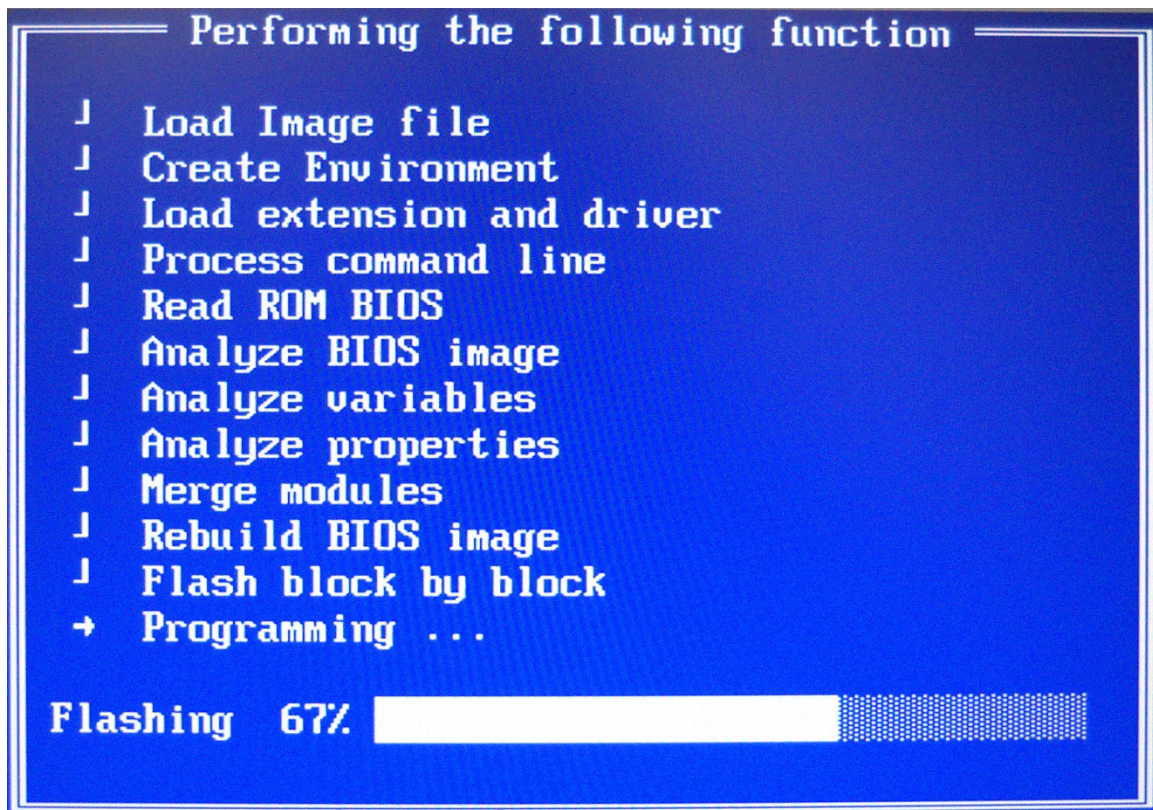 Performing the following function
┘ Load Image file
┘ Create Environment
┘ Load extension and driver
┘ Process command line
┘ Read ROM BIOS
┘ Analyze BIOS image
┘ Analyze variables
┘ Analyze properties
┘ Merge modules
┘ Rebuild BIOS image
┘ Flash block by block
→ Programming ...
Flashing 67%